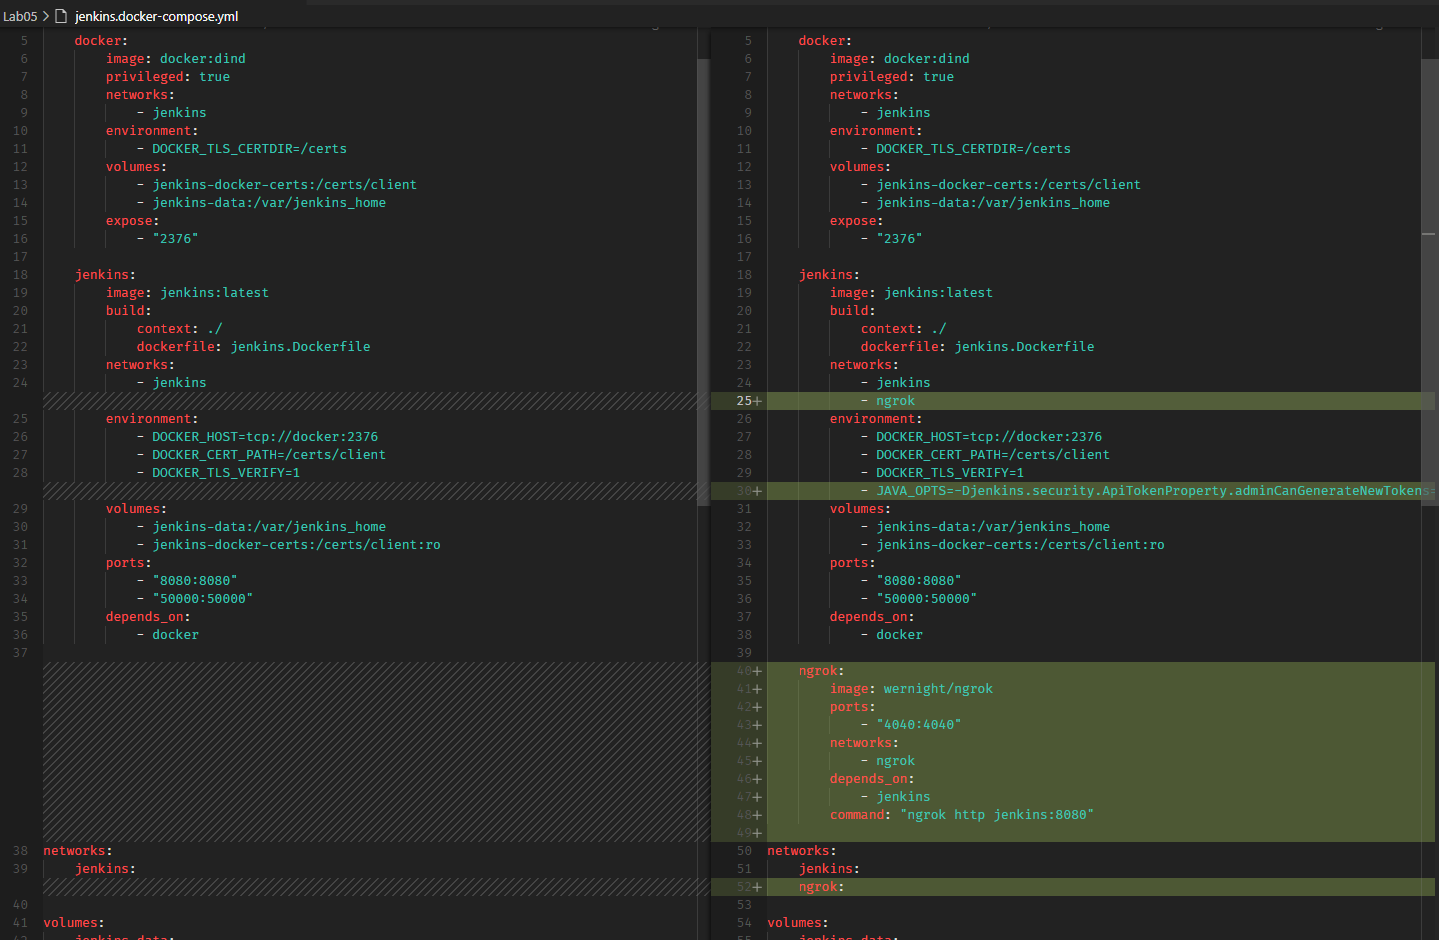 Lab05 > jenkins.docker-compose.yml
5 docker:
6 image: docker:dind
7 privileged: true
8 networks:
9 - jenkins
10 environment:
11 - DOCKER_TLS_CERTDIR=/certs
12 volumes:
13 - jenkins-docker-certs:/certs/client
14 - jenkins-data:/var/jenkins_home
15 expose:
16 - "2376"
17
18 jenkins:
19 image: jenkins:latest
20 build:
21 context: ./
22 dockerfile: jenkins.Dockerfile
23 networks:
24 - jenkins
25 environment:
26 - DOCKER_HOST=tcp://docker:2376
27 - DOCKER_CERT_PATH=/certs/client
28 - DOCKER_TLS_VERIFY=1
29 volumes:
30 - jenkins-data:/var/jenkins_home
31 - jenkins-docker-certs:/certs/client:ro
32 ports:
33 - "8080:8080"
34 - "50000:50000"
35 depends_on:
36 - docker
37
38 networks:
39 jenkins:
40
41 volumes:
42 jenkins-data:
5 docker:
6 image: docker:dind
7 privileged: true
8 networks:
9 - jenkins
10 environment:
11 - DOCKER_TLS_CERTDIR=/certs
12 volumes:
13 - jenkins-docker-certs:/certs/client
14 - jenkins-data:/var/jenkins_home
15 expose:
16 - "2376"
17
18 jenkins:
19 image: jenkins:latest
20 build:
21 context: ./
22 dockerfile: jenkins.Dockerfile
23 networks:
24 - jenkins
25+ - ngrok
26 environment:
27 - DOCKER_HOST=tcp://docker:2376
28 - DOCKER_CERT_PATH=/certs/client
29 - DOCKER_TLS_VERIFY=1
30+ - JAVA_OPTS=-Djenkins.security.ApiTokenProperty.adminCanGenerateNewTokens=
31 volumes:
32 - jenkins-data:/var/jenkins_home
33 - jenkins-docker-certs:/certs/client:ro
34 ports:
35 - "8080:8080"
36 - "50000:50000"
37 depends_on:
38 - docker
39
40+ ngrok:
41+ image: wernight/ngrok
42+ ports:
43+ - "4040:4040"
44+ networks:
45+ - ngrok
46+ depends_on:
47+ - jenkins
48+ command: "ngrok http jenkins:8080"
49+
50 networks:
51 jenkins:
52+ ngrok:
53
54 volumes:
55 jenkins-data: